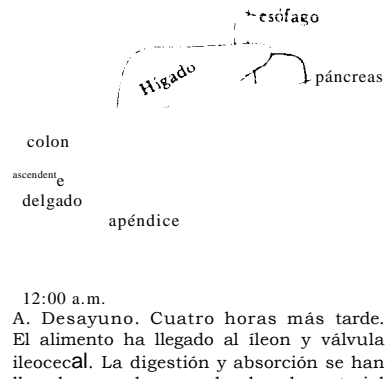 esófago
Hígado
páncreas
colon
ascendente
delgado
apéndice
12:00 a.m.
A. Desayuno. Cuatro horas más tarde.
El alimento ha llegado al íleon y válvula
ileocecal. La digestión y absorción se han